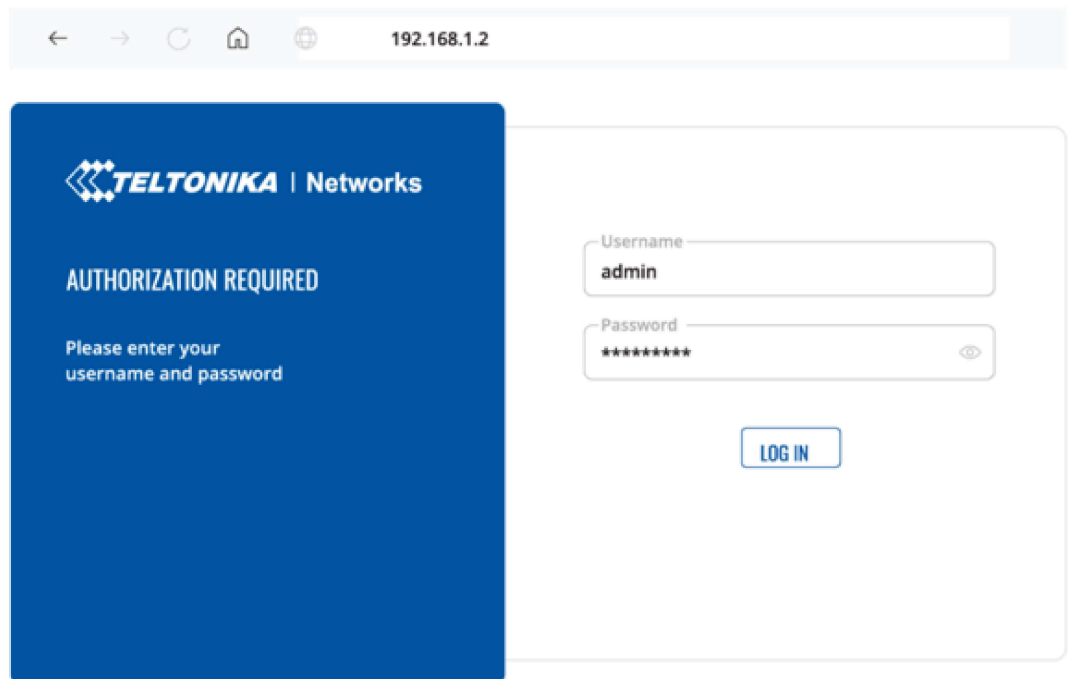 192.168.1.2
TELTONIKA | Networks
AUTHORIZATION REQUIRED
Please enter your
username and password
Username
admin
Password
*********
LOG IN